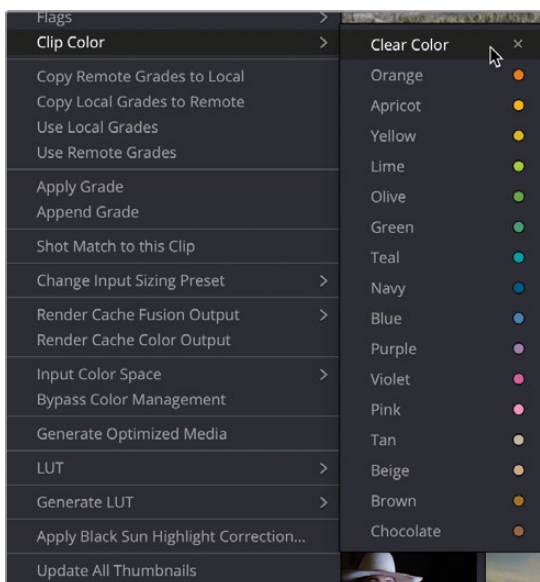 Flags
Clip Color
Copy Remote Grades to Local
Copy Local Grades to Remote
Use Local Grades
Use Remote Grades
Apply Grade
Append Grade
Shot Match to this Clip
Change Input Sizing Preset
Render Cache Fusion Output
Render Cache Color Output
Input Color Space
Bypass Color Management
Generate Optimized Media
LUT
Generate LUT
Apply Black Sun Highlight Correction...
Update All Thumbnails
Clear Color
Orange
Apricot
Yellow
Lime
Olive
Green
Teal
Navy
Blue
Purple
Violet
Pink
Tan
Beige
Brown
Chocolate